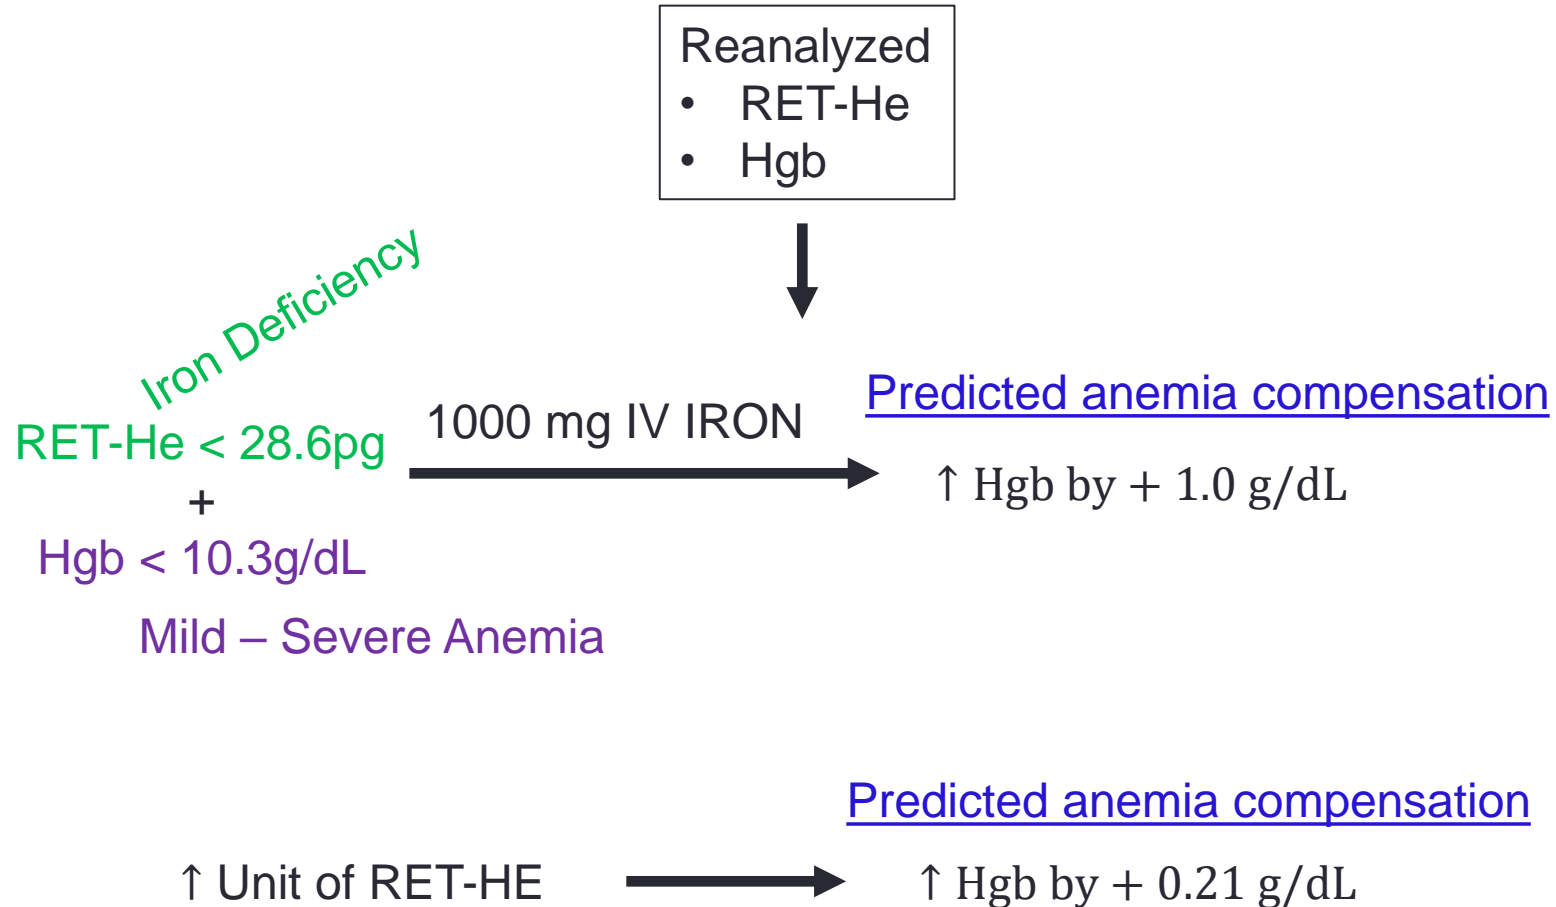 Reanalyzed
• RET-He
• Hgb
Iron Deficiency
RET-He < 28.6pg
+
Hgb < 10.3g/dL
Mild – Severe Anemia
1000 mg IV IRON
Predicted anemia compensation
↑ Hgb by + 1.0 g/dL
Predicted anemia compensation
↑ Unit of RET-HE
↑ Hgb by + 0.21 g/dL